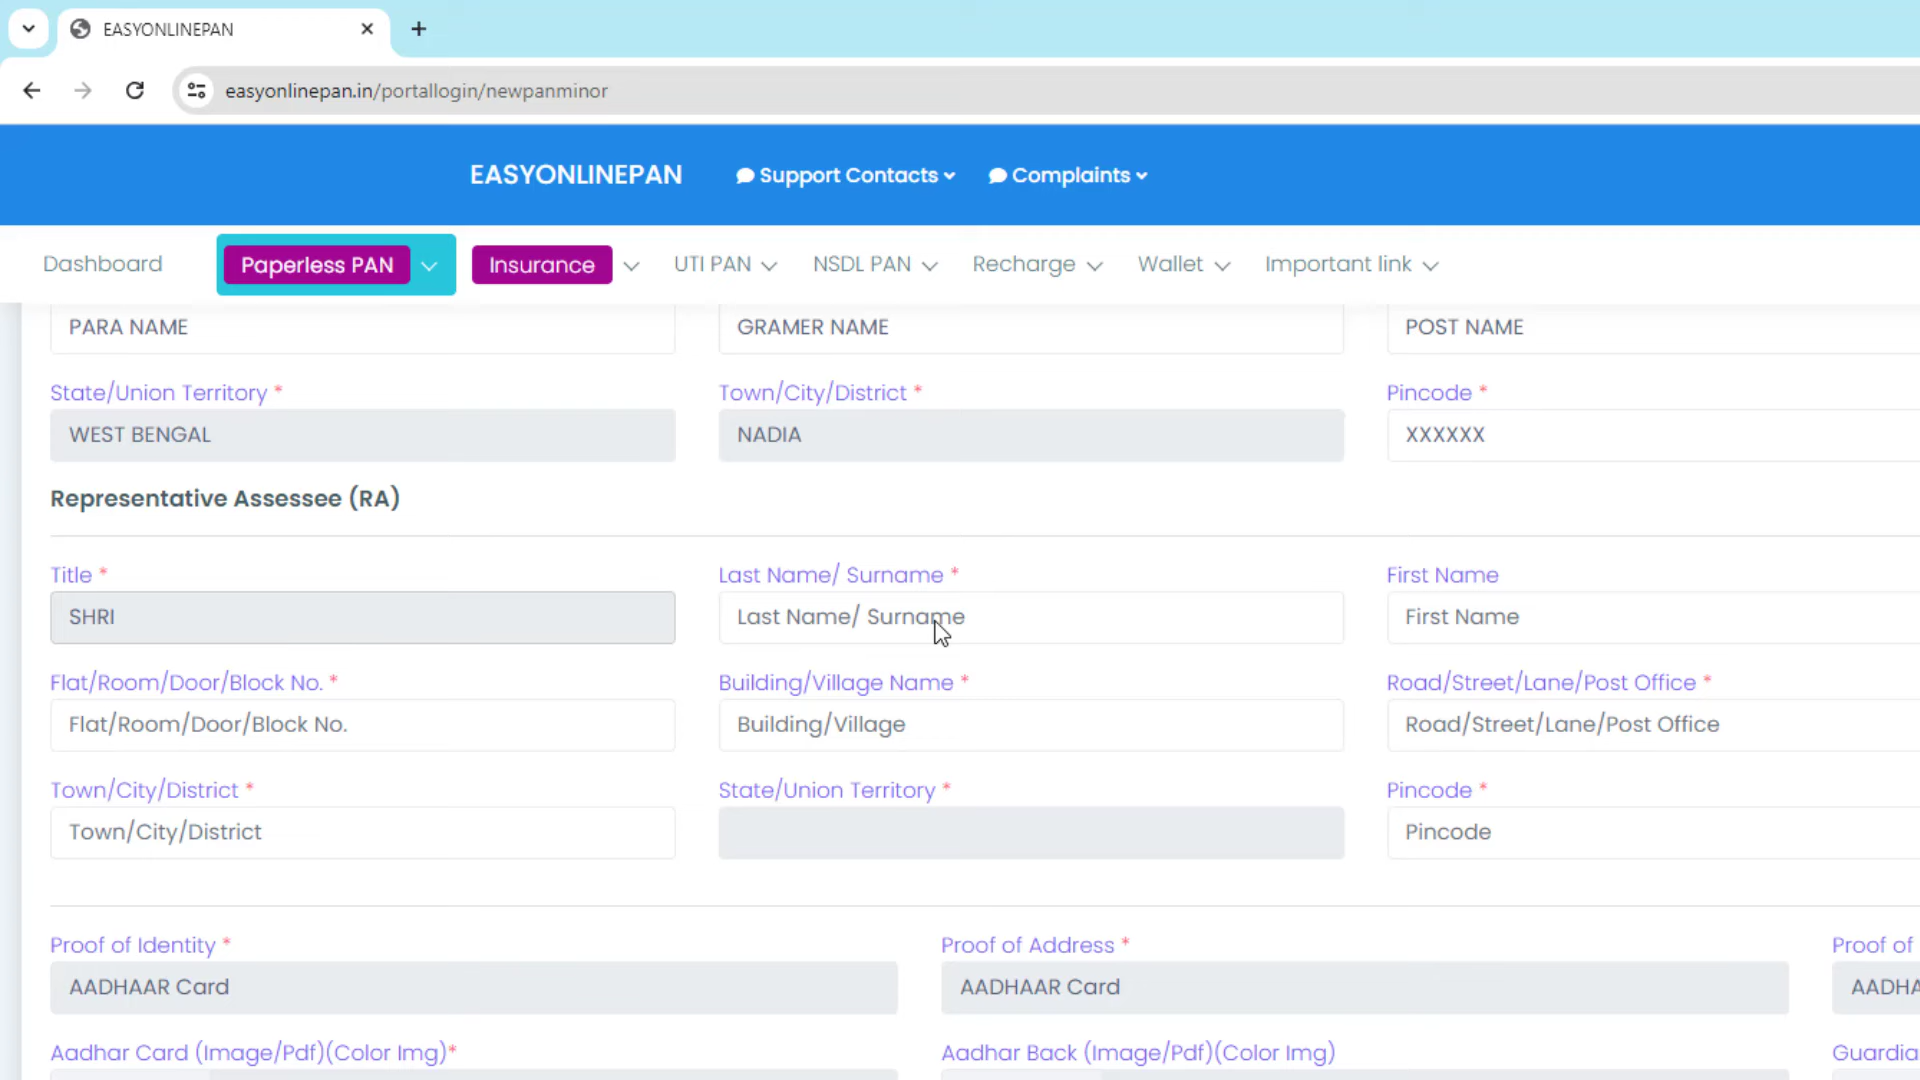 EASYONLINEPAN
easyonlinepan.in/portallogin/newpanminor
EASYONLINEPAN Support Contacts Complaints
Dashboard Paperless PAN Insurance UTI PAN NSDL PAN Recharge Wallet Important link
PARA NAME GRAMER NAME POST NAME
State/Union Territory * Town/City/District * Pincode *
WEST BENGAL NADIA XXXXXX
Representative Assessee (RA)
Title * Last Name/ Surname * First Name
SHRI Last Name/ Surname First Name
Flat/Room/Door/Block No. * Building/Village Name * Road/Street/Lane/Post Office *
Flat/Room/Door/Block No. Building/Village Road/Street/Lane/Post Office
Town/City/District * State/Union Territory * Pincode *
Town/City/District Pincode
Proof of Identity * Proof of Address * Proof of
AADHAAR Card AADHAAR Card AADHA
Aadhar Card (Image/Pdf)(Color Img)* Aadhar Back (Image/Pdf)(Color Img) Guardia